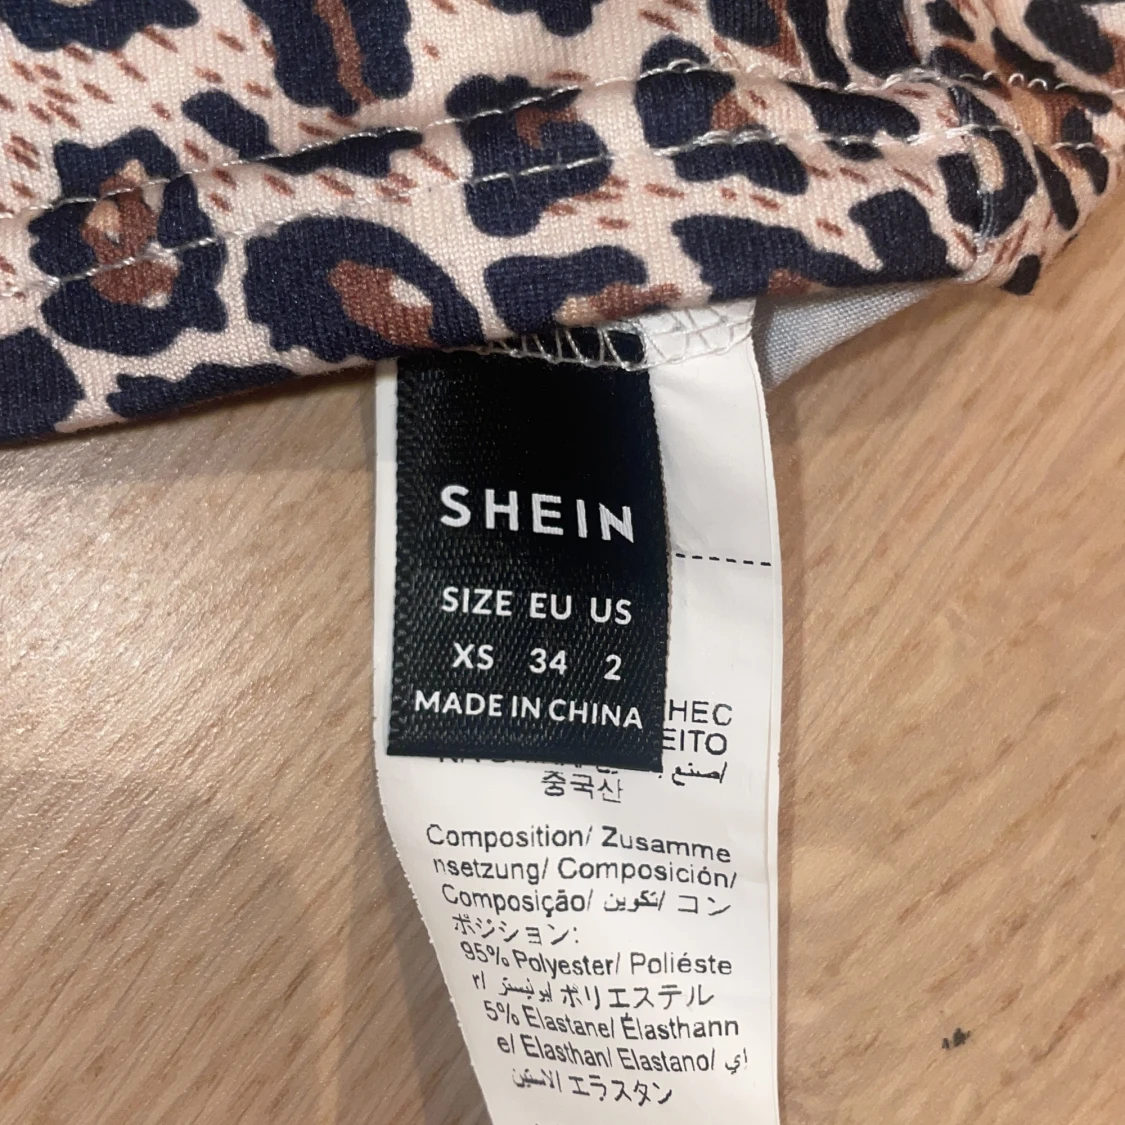 SHEIN
SIZE EU US
XS 34 2
MADE IN CHINA
HEC
EITO
اصنع
중국산
Composition/ Zusamme
nsetzung/ Composición/
Composição/ تكوين/ コン
ポジション:
95% Polyester/ Poliéste
r/ بوليستر/ ポリエステル
5% Elastane/ Élasthann
e/ Elasthan/ Elastano/ اي
الاستين エラスタン